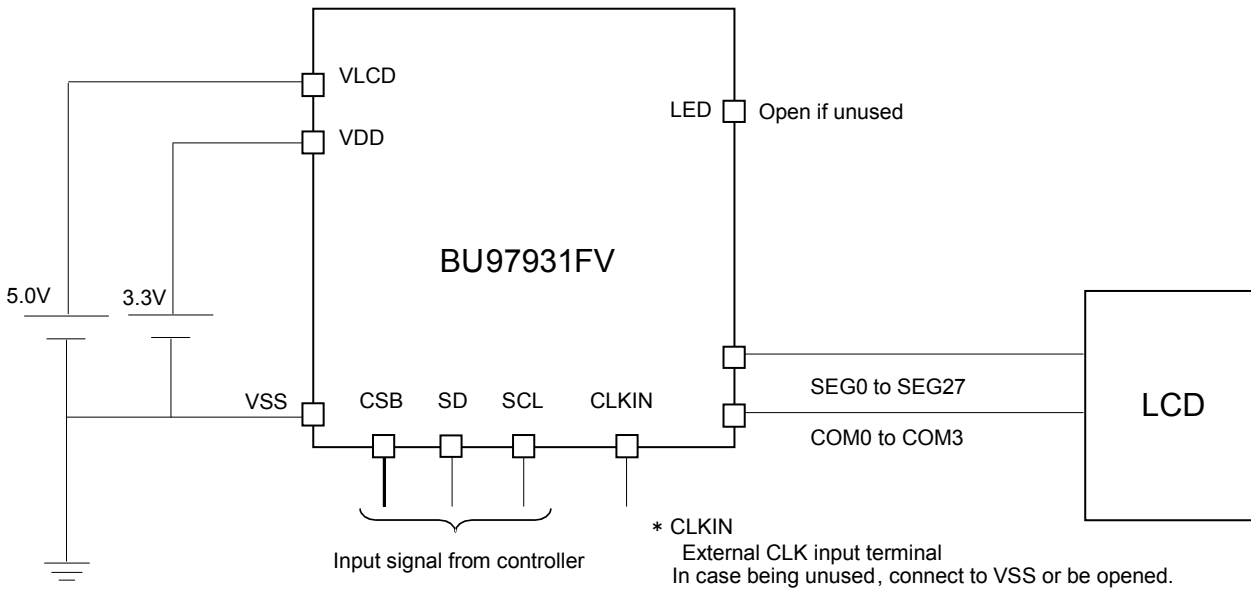 VLCD
LED
Open if unused
VDD
BU97931FV
5.0V
3.3V
VSS
CSB
SD
SCL
CLKIN
SEG0 to SEG27
LCD
COM0 to COM3
* CLKIN
Input signal from controller
External CLK input terminal
In case being unused, connect to VSS or be opened.